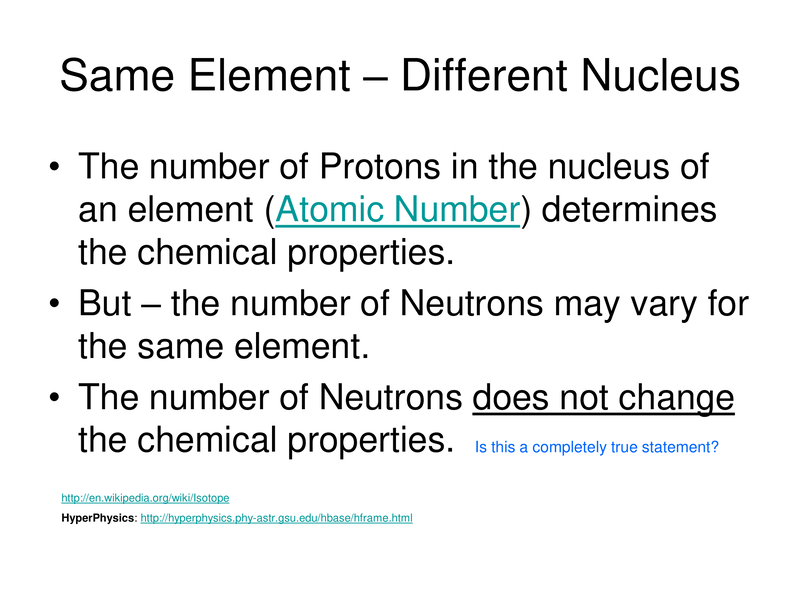 Same Element – Different Nucleus
• The number of Protons in the nucleus of
an element (Atomic Number) determines
the chemical properties.
• But – the number of Neutrons may vary for
the same element.
• The number of Neutrons does not change
the chemical properties. Is this a completely true statement?
http://en.wikipedia.org/wiki/Isotope
HyperPhysics: http://hyperphysics.phy-astr.gsu.edu/hbase/hframe.html